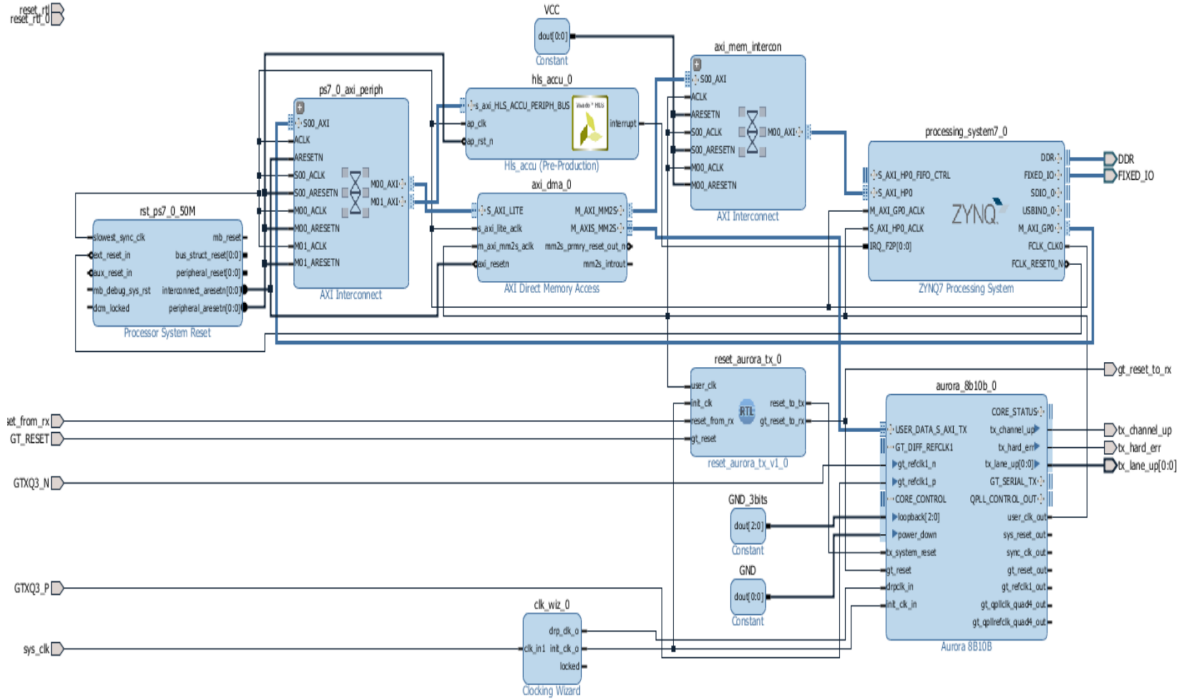 reset_rtl
reset_rtl_0
VCC
dout[0:0]
Constant
axi_mem_intercon
S00_AXI
ACLK
ARESETN
S00_ACLK
S00_ARESETN
M00_ACLK
M00_ARESETN
M00_AXI
AXI Interconnect
hls_accu_0
s_axi_HLS_ACCU_PERIPH_BUS
ap_clk
ap_rst_n
interrupt
Vivado™ HLS
Hls_accu (Pre-Production)
ps7_0_axi_periph
S00_AXI
ACLK
ARESETN
S00_ACLK
S00_ARESETN
M00_ACLK
M00_ARESETN
M01_ACLK
M01_ARESETN
M00_AXI
M01_AXI
AXI Interconnect
processing_system7_0
S_AXI_HP0_FIFO_CTRL
S_AXI_HP0
M_AXI_GP0_ACLK
S_AXI_HP0_ACLK
IRQ_F2P[0:0]
ZYNQ
DDR
FIXED_IO
SDIO_0
USBIND_0
M_AXI_GP0
FCLK_CLK0
FCLK_RESET0_N
ZYNQ7 Processing System
DDR
FIXED_IO
axi_dma_0
S_AXI_LITE
s_axi_lite_aclk
m_axi_mm2s_aclk
axi_resetn
M_AXI_MM2S
M_AXIS_MM2S
mm2s_prmry_reset_out_n
mm2s_introut
AXI Direct Memory Access
rst_ps7_0_50M
slowest_sync_clk
ext_reset_in
aux_reset_in
mb_debug_sys_rst
dcm_locked
mb_reset
bus_struct_reset[0:0]
peripheral_reset[0:0]
interconnect_aresetn[0:0]
peripheral_aresetn[0:0]
Processor System Reset
reset_aurora_tx_0
user_clk
init_clk
reset_from_rx
gt_reset
RTL
reset_to_tx
gt_reset_to_rx
reset_aurora_tx_v1_0
gt_reset_to_rx
aurora_8b10b_0
USER_DATA_S_AXI_TX
GT_DIFF_REFCLK1
gt_refclk1_n
gt_refclk1_p
CORE_CONTROL
loopback[2:0]
power_down
tx_system_reset
gt_reset
drpclk_in
init_clk_in
CORE_STATUS
tx_channel_up
tx_hard_err
tx_lane_up[0:0]
GT_SERIAL_TX
QPLL_CONTROL_OUT
user_clk_out
sys_reset_out
sync_clk_out
gt_reset_out
gt_refclk1_out
gt_qpllclk_quad4_out
gt_qpllrefclk_quad4_out
Aurora 8B10B
tx_channel_up
tx_hard_err
tx_lane_up[0:0]
set_from_rx
GT_RESET
GTXQ3_N
GND_3bits
dout[2:0]
Constant
GND
dout[0:0]
Constant
GTXQ3_P
clk_wiz_0
clk_in1
drp_clk_o
init_clk_o
locked
Clocking Wizard
sys_clk